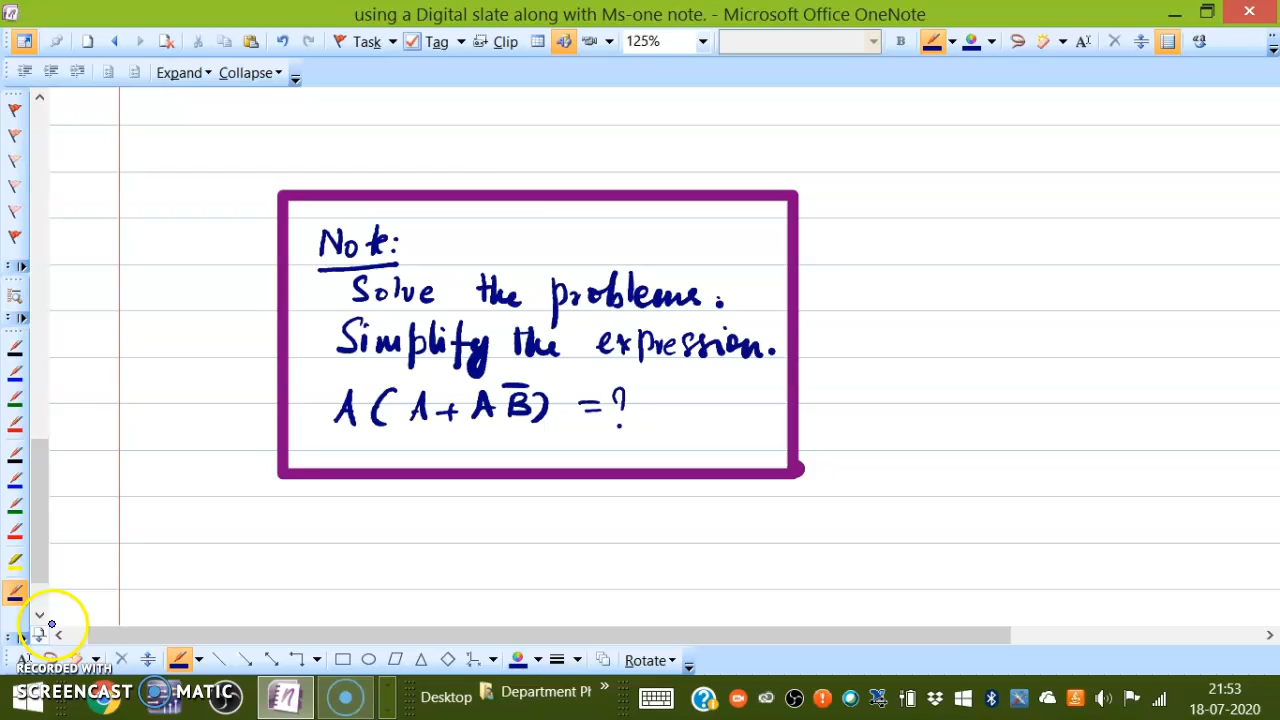 using a Digital slate along with Ms-one note. - Microsoft Office OneNote
Task Tag Clip 125% B A
Expand Collapse
Note:
Solve the problems.
Simplify the expression.
A ( A + A B̅ ) = ?
Rotate
RECORDED WITH
SCREENCAST MATIC
Desktop Department Ph »
21:53
18-07-2020